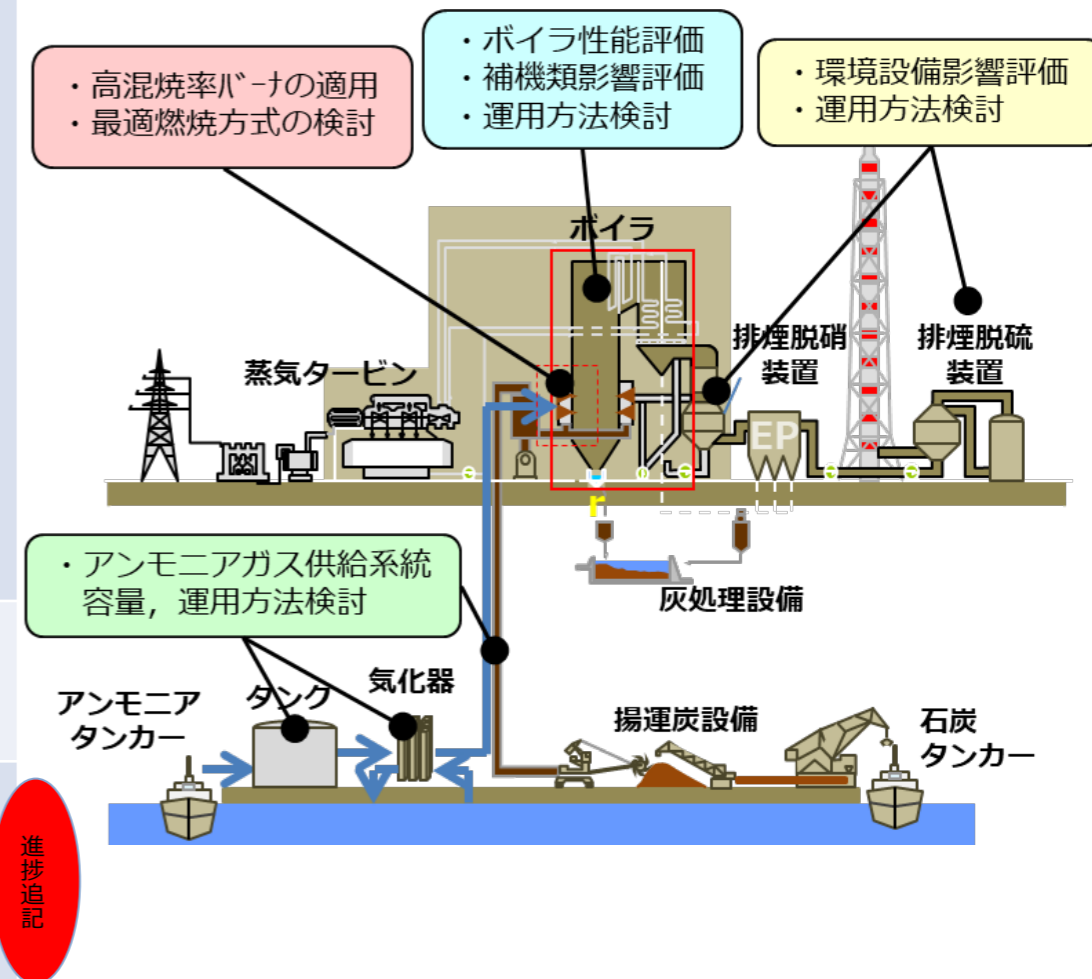 ・高混焼率ﾊﾞｰﾅの適用
・最適燃焼方式の検討
・ボイラ性能評価
・補機類影響評価
・運用方法検討
・環境設備影響評価
・運用方法検討
ボイラ
蒸気タービン
排煙脱硝
装置
排煙脱硫
装置
EP
r
灰処理設備
・アンモニアガス供給系統
容量，運用方法検討
アンモニア
タンカー
タンク
気化器
揚運炭設備
石炭
タンカー
進捗追記